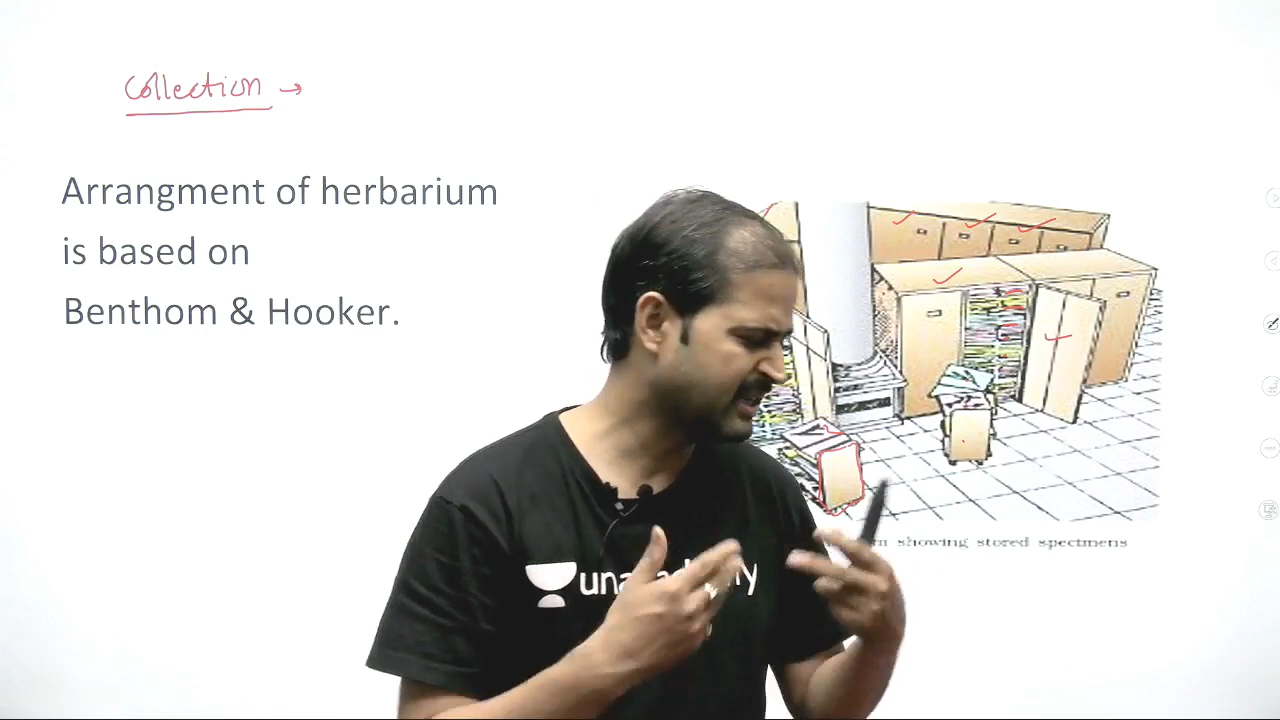 Collection →
Arrangment of herbarium
is based on
Benthom & Hooker.
showing stored specimens